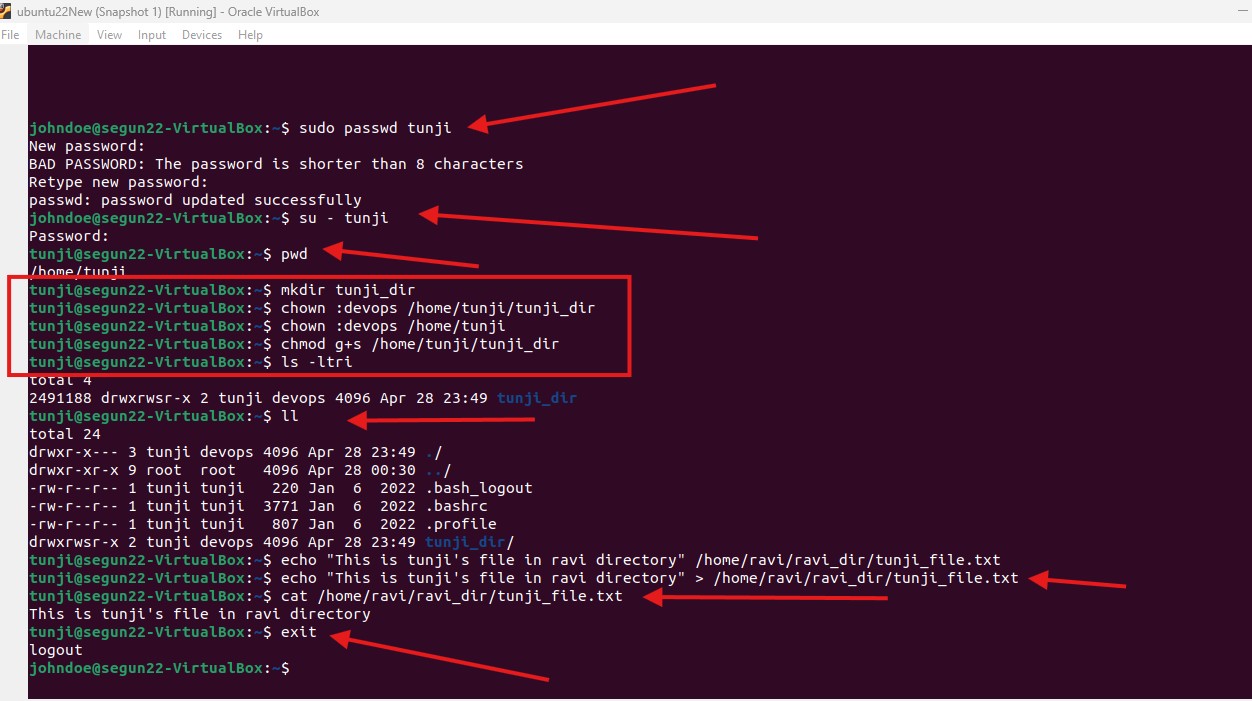 ubuntu22New (Snapshot 1) [Running] - Oracle VirtualBox
File Machine View Input Devices Help
johndoe@segun22-VirtualBox:~$ sudo passwd tunji
New password:
BAD PASSWORD: The password is shorter than 8 characters
Retype new password:
passwd: password updated successfully
johndoe@segun22-VirtualBox:~$ su - tunji
Password:
tunji@segun22-VirtualBox:~$ pwd
/home/tunji
tunji@segun22-VirtualBox:~$ mkdir tunji_dir
tunji@segun22-VirtualBox:~$ chown :devops /home/tunji/tunji_dir
tunji@segun22-VirtualBox:~$ chown :devops /home/tunji
tunji@segun22-VirtualBox:~$ chmod g+s /home/tunji/tunji_dir
tunji@segun22-VirtualBox:~$ ls -ltri
total 4
2491188 drwxrwsr-x 2 tunji devops 4096 Apr 28 23:49 tunji_dir
tunji@segun22-VirtualBox:~$ ll
total 24
drwxr-x--- 3 tunji devops 4096 Apr 28 23:49 ./
drwxr-xr-x 9 root  root   4096 Apr 28 00:30 ../
-rw-r--r-- 1 tunji tunji   220 Jan  6  2022 .bash_logout
-rw-r--r-- 1 tunji tunji  3771 Jan  6  2022 .bashrc
-rw-r--r-- 1 tunji tunji   807 Jan  6  2022 .profile
drwxrwsr-x 2 tunji devops 4096 Apr 28 23:49 tunji_dir/
tunji@segun22-VirtualBox:~$ echo "This is tunji's file in ravi directory" /home/ravi/ravi_dir/tunji_file.txt
tunji@segun22-VirtualBox:~$ echo "This is tunji's file in ravi directory" > /home/ravi/ravi_dir/tunji_file.txt
tunji@segun22-VirtualBox:~$ cat /home/ravi/ravi_dir/tunji_file.txt
This is tunji's file in ravi directory
tunji@segun22-VirtualBox:~$ exit
logout
johndoe@segun22-VirtualBox:~$